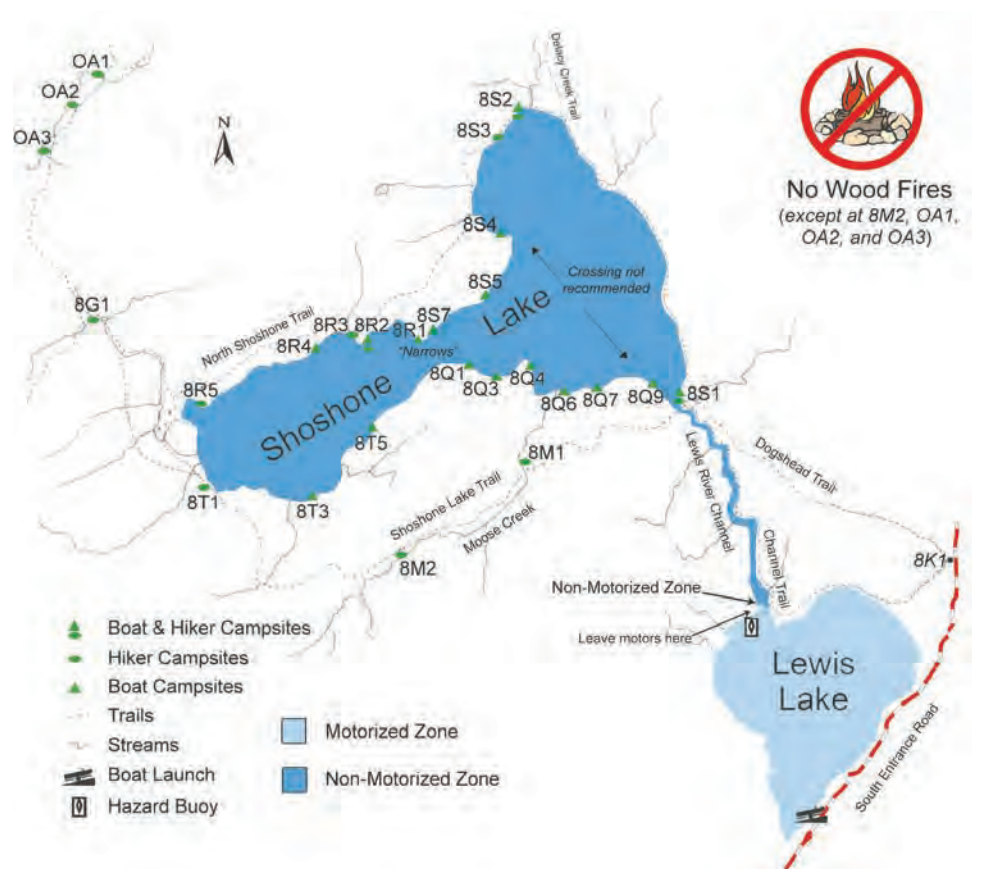 OA1
OA2
OA3
N
Delacy Creek Trail
8S2
8S3
No Wood Fires
(except at 8M2, OA1,
OA2, and OA3)
8S4
Crossing not
recommended
8S5
Lake
8G1
North Shoshone Trail
8R3
8R2
8R1
8S7
8R4
"Narrows"
8Q1
8Q3
8Q4
8Q6
8Q7
8Q9
8S1
8R5
Shoshone
8T5
8M1
8T1
8T3
Shoshone Lake Trail
Moose Creek
8M2
Lewis River Channel
Dogshead Trail
Channel Trail
8K1
Non-Motorized Zone
Leave motors here
Lewis
Lake
South Entrance Road
Boat & Hiker Campsites
Hiker Campsites
Boat Campsites
Trails
Streams
Boat Launch
Hazard Buoy
Motorized Zone
Non-Motorized Zone